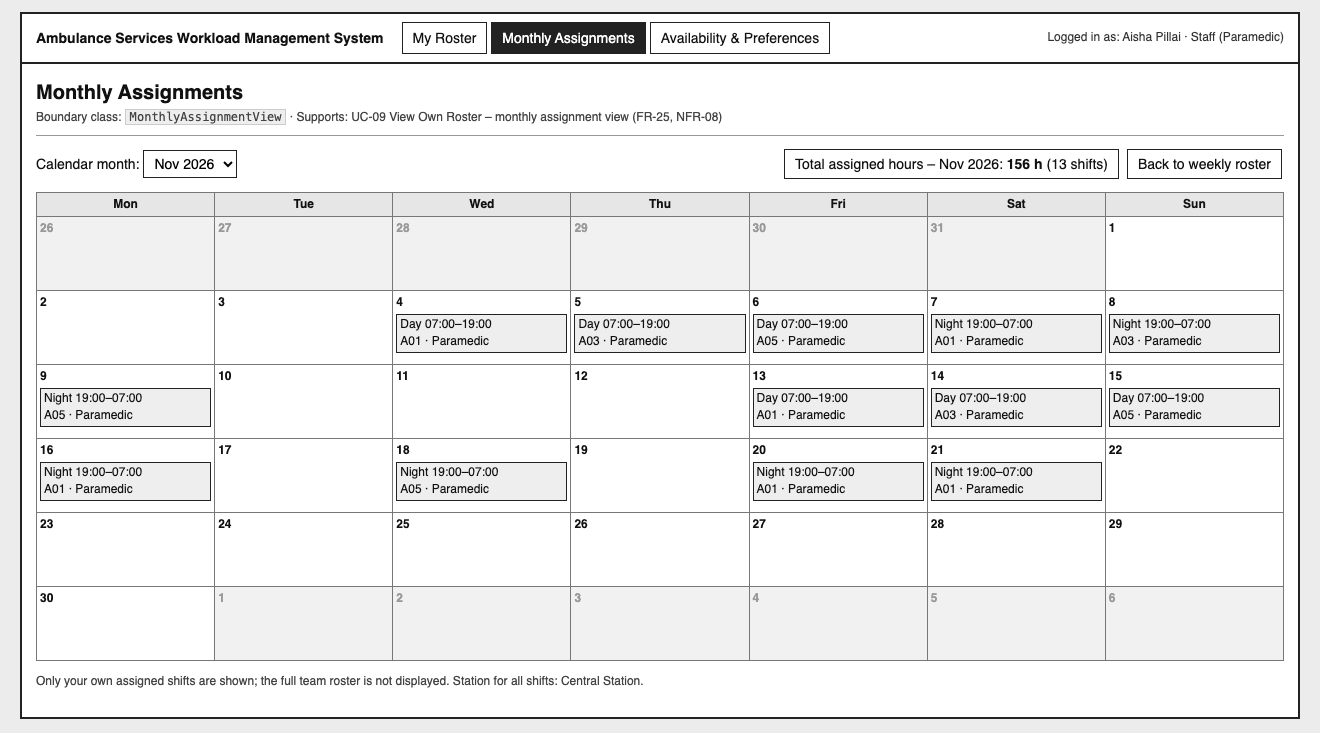 Ambulance Services Workload Management System My Roster Monthly Assignments Availability & Preferences Logged in as: Aisha Pillai · Staff (Paramedic)
Monthly Assignments
Boundary class: MonthlyAssignmentView · Supports: UC-09 View Own Roster – monthly assignment view (FR-25, NFR-08)
Calendar month: Nov 2026 Total assigned hours – Nov 2026: 156 h (13 shifts) Back to weekly roster
Mon Tue Wed Thu Fri Sat Sun
26 27 28 29 30 31 1
2 3 4 5 6 7 8
Day 07:00–19:00 Day 07:00–19:00 Day 07:00–19:00 Night 19:00–07:00 Night 19:00–07:00
A01 · Paramedic A03 · Paramedic A05 · Paramedic A01 · Paramedic A03 · Paramedic
9 10 11 12 13 14 15
Night 19:00–07:00 Day 07:00–19:00 Day 07:00–19:00 Day 07:00–19:00
A05 · Paramedic A01 · Paramedic A03 · Paramedic A05 · Paramedic
16 17 18 19 20 21 22
Night 19:00–07:00 Night 19:00–07:00 Night 19:00–07:00 Night 19:00–07:00
A01 · Paramedic A05 · Paramedic A01 · Paramedic A01 · Paramedic
23 24 25 26 27 28 29
30 1 2 3 4 5 6
Only your own assigned shifts are shown; the full team roster is not displayed. Station for all shifts: Central Station.